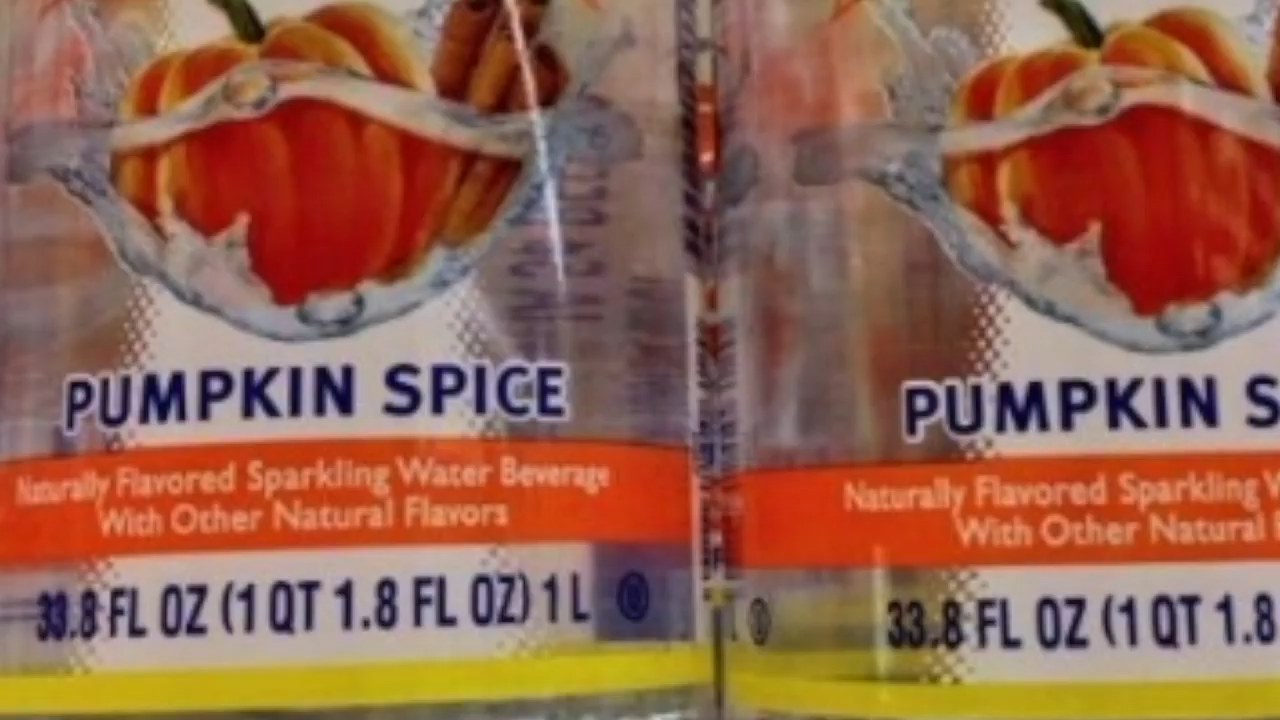 PUMPKIN SPICE
Naturally Flavored Sparkling Water Beverage
With Other Natural Flavors
33.8 FL OZ (1 QT 1.8 FL OZ) 1 L
PUMPKIN S
Naturally Flavored Sparkling W
With Other Natural
33.8 FL OZ (1 QT 1.8